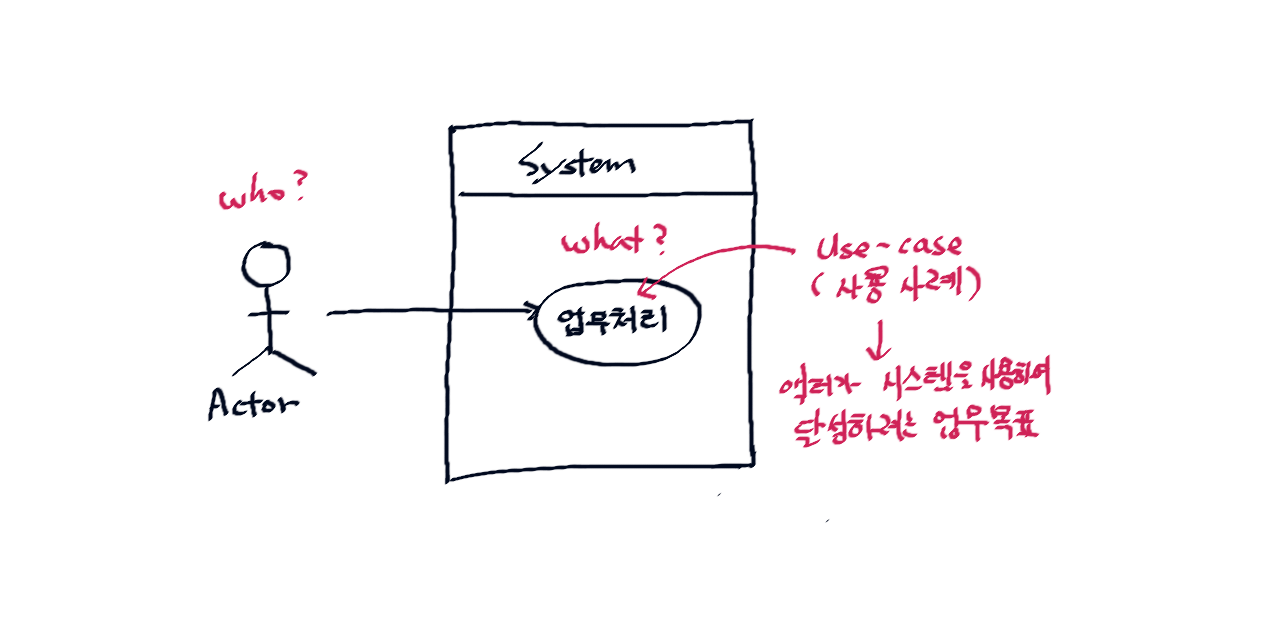 System
who?
what?
use-case
(사용 사례)
업무처리
액터가 시스템을 사용하여
달성하려는 업무목표
Actor